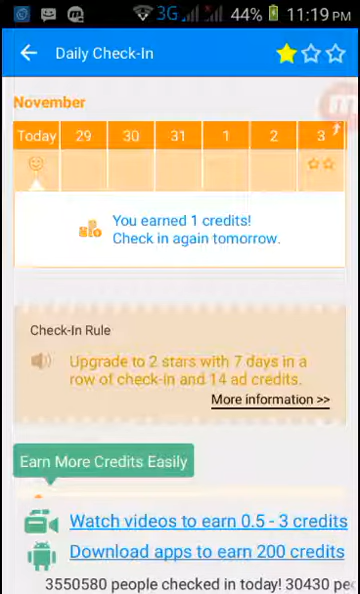 3G 44% 11:19 PM
Daily Check-In
November
Today 29 30 31 1 2 3
You earned 1 credits!
Check in again tomorrow.
Check-In Rule
Upgrade to 2 stars with 7 days in a
row of check-in and 14 ad credits.
More information >>
Earn More Credits Easily
Watch videos to earn 0.5 - 3 credits
Download apps to earn 200 credits
3550580 people checked in today! 30430 pe